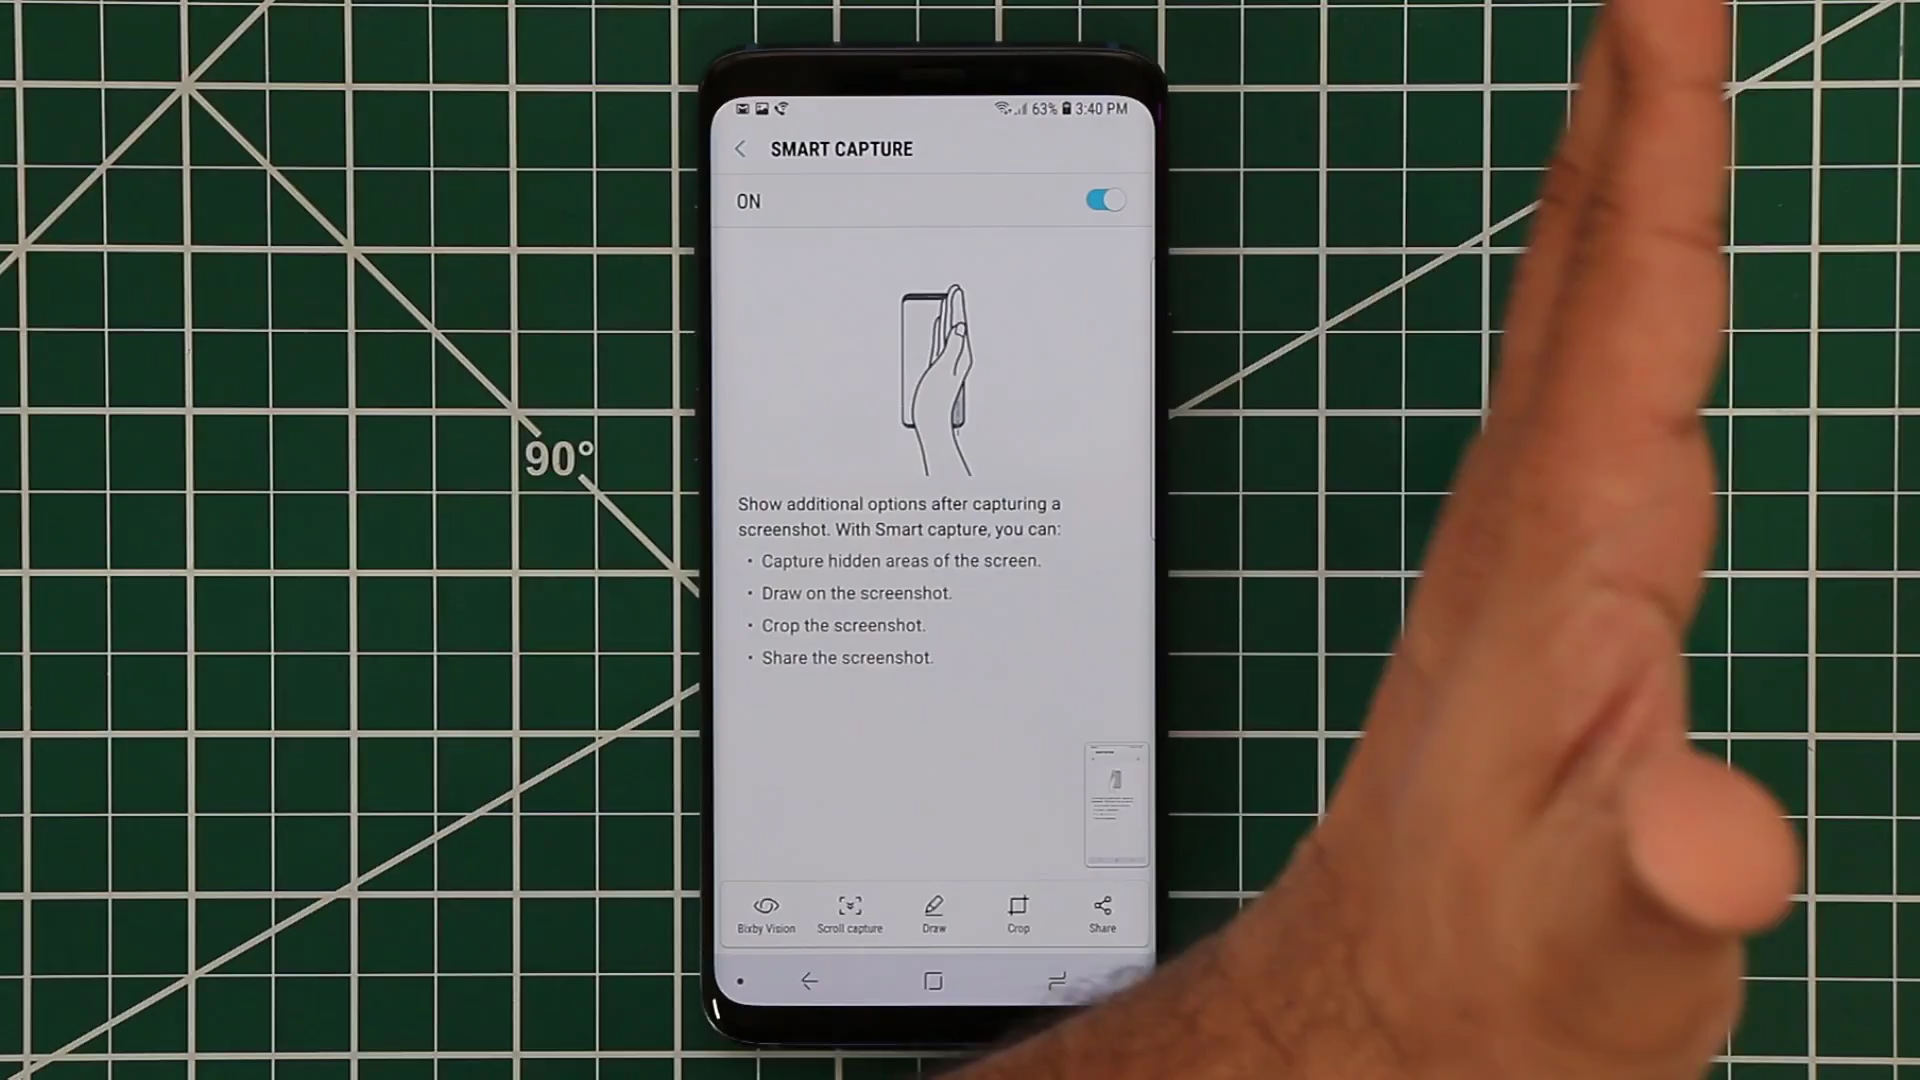 63% 3:40 PM
SMART CAPTURE
ON
90°
Show additional options after capturing a
screenshot. With Smart capture, you can:
• Capture hidden areas of the screen.
• Draw on the screenshot.
• Crop the screenshot.
• Share the screenshot.
Bixby Vision Scroll capture Draw Crop Share